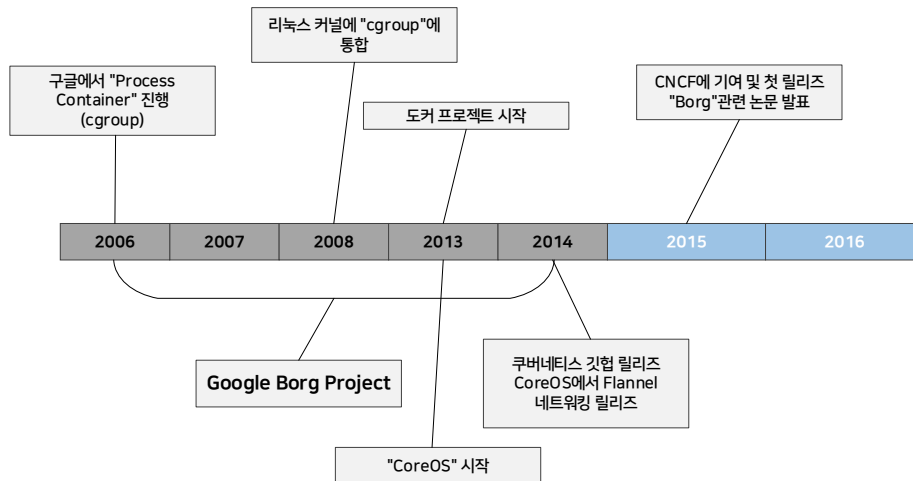 리눅스 커널에 "cgroup"에
통합
구글에서 "Process
Container" 진행
(cgroup)
CNCF에 기여 및 첫 릴리즈
"Borg"관련 논문 발표
도커 프로젝트 시작
2006
2007
2008
2013
2014
2015
2016
Google Borg Project
쿠버네티스 깃헙 릴리즈
CoreOS에서 Flannel
네트워킹 릴리즈
"CoreOS" 시작